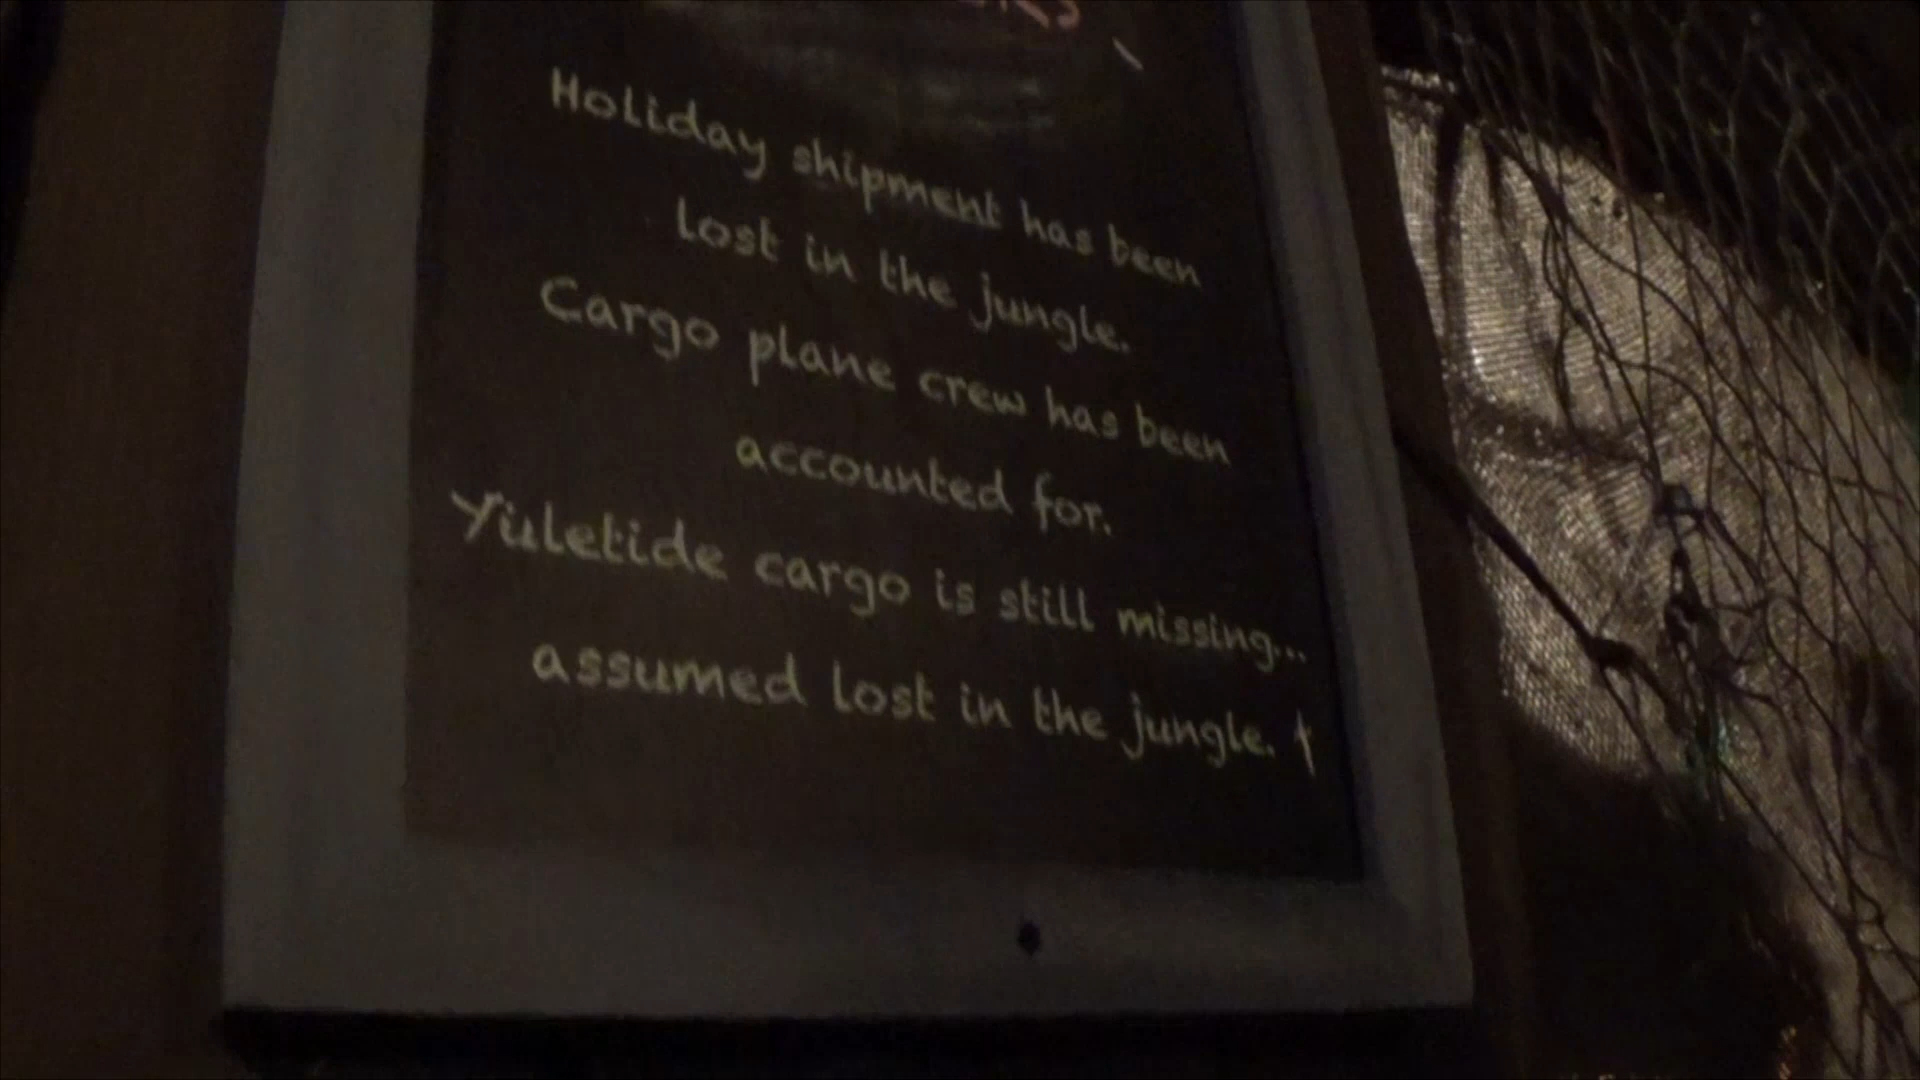 Holiday shipment has been
lost in the jungle.
Cargo plane crew has been
accounted for.
Yuletide cargo is still missing...
assumed lost in the jungle.